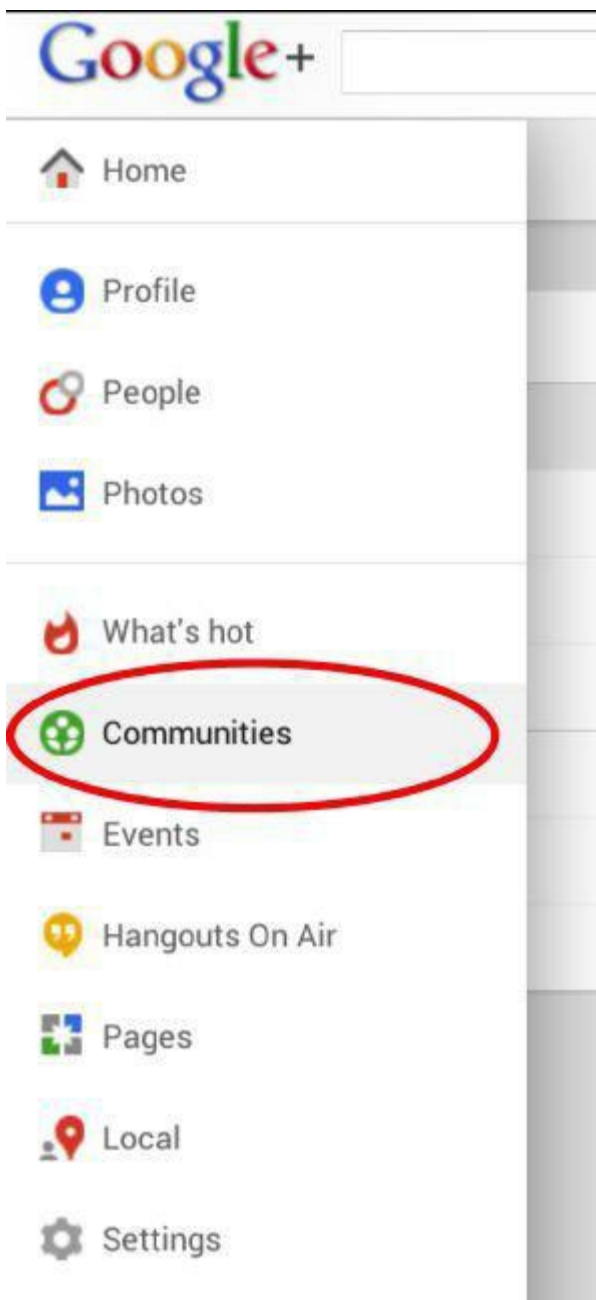 Google+
Home
Profile
People
Photos
What's hot
Communities
Events
Hangouts On Air
Pages
Local
Settings